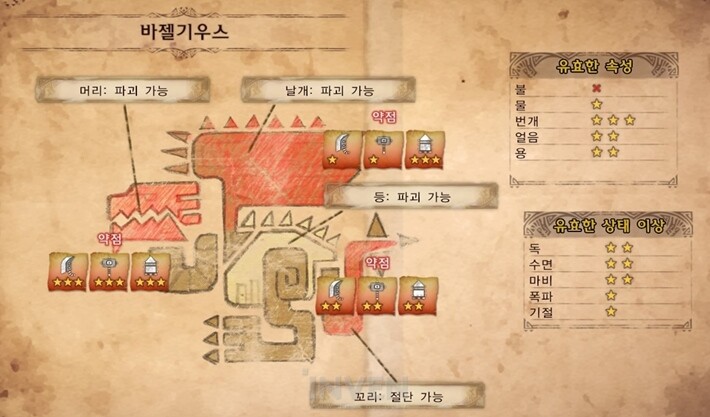 바젤기우스
머리: 파괴 가능
날개: 파괴 가능
약점
등: 파괴 가능
약점
약점
꼬리: 절단 가능
유효한 속성
불
물
번개
얼음
용
유효한 상태 이상
독
수면
마비
폭파
기절
INVEN